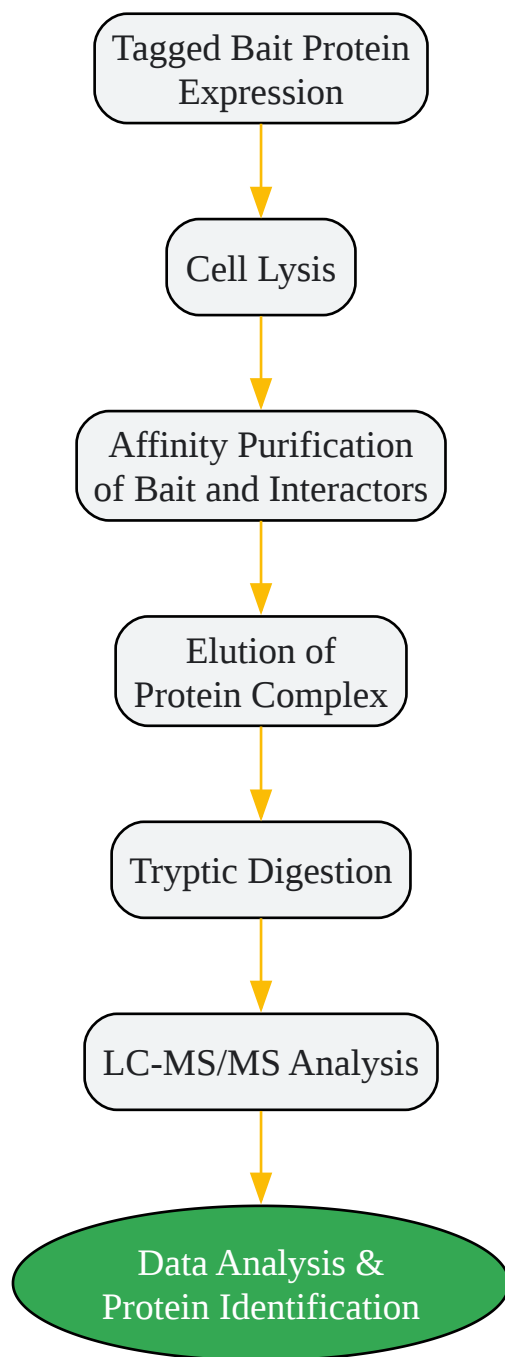 Tagged Bait Protein
Expression
Cell Lysis
Affinity Purification
of Bait and Interactors
Elution of
Protein Complex
Tryptic Digestion
LC-MS/MS Analysis
Data Analysis &
Protein Identification